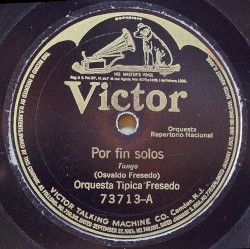 HIS MASTER'S VOICE
Victor
Orquesta
Repertorio Nacional
Por fin solos
Tango
(Osvaldo Fresedo)
Orquesta Tipica Fresedo
73713-A
VICTOR TALKING MACHINE CO. Camden, N.J.